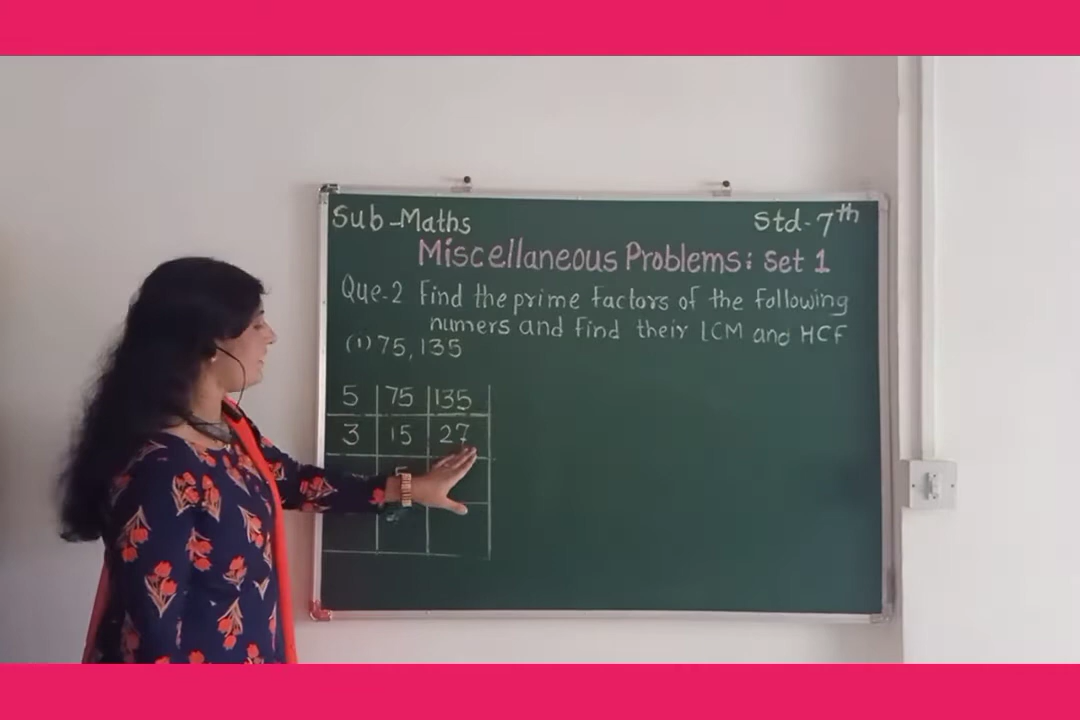 Sub-Maths Std-7th
Miscellaneous Problems: Set 1
Que-2 Find the prime factors of the following
numers and find their LCM and HCF
(1) 75, 135
5 75 135
3 15 27
5